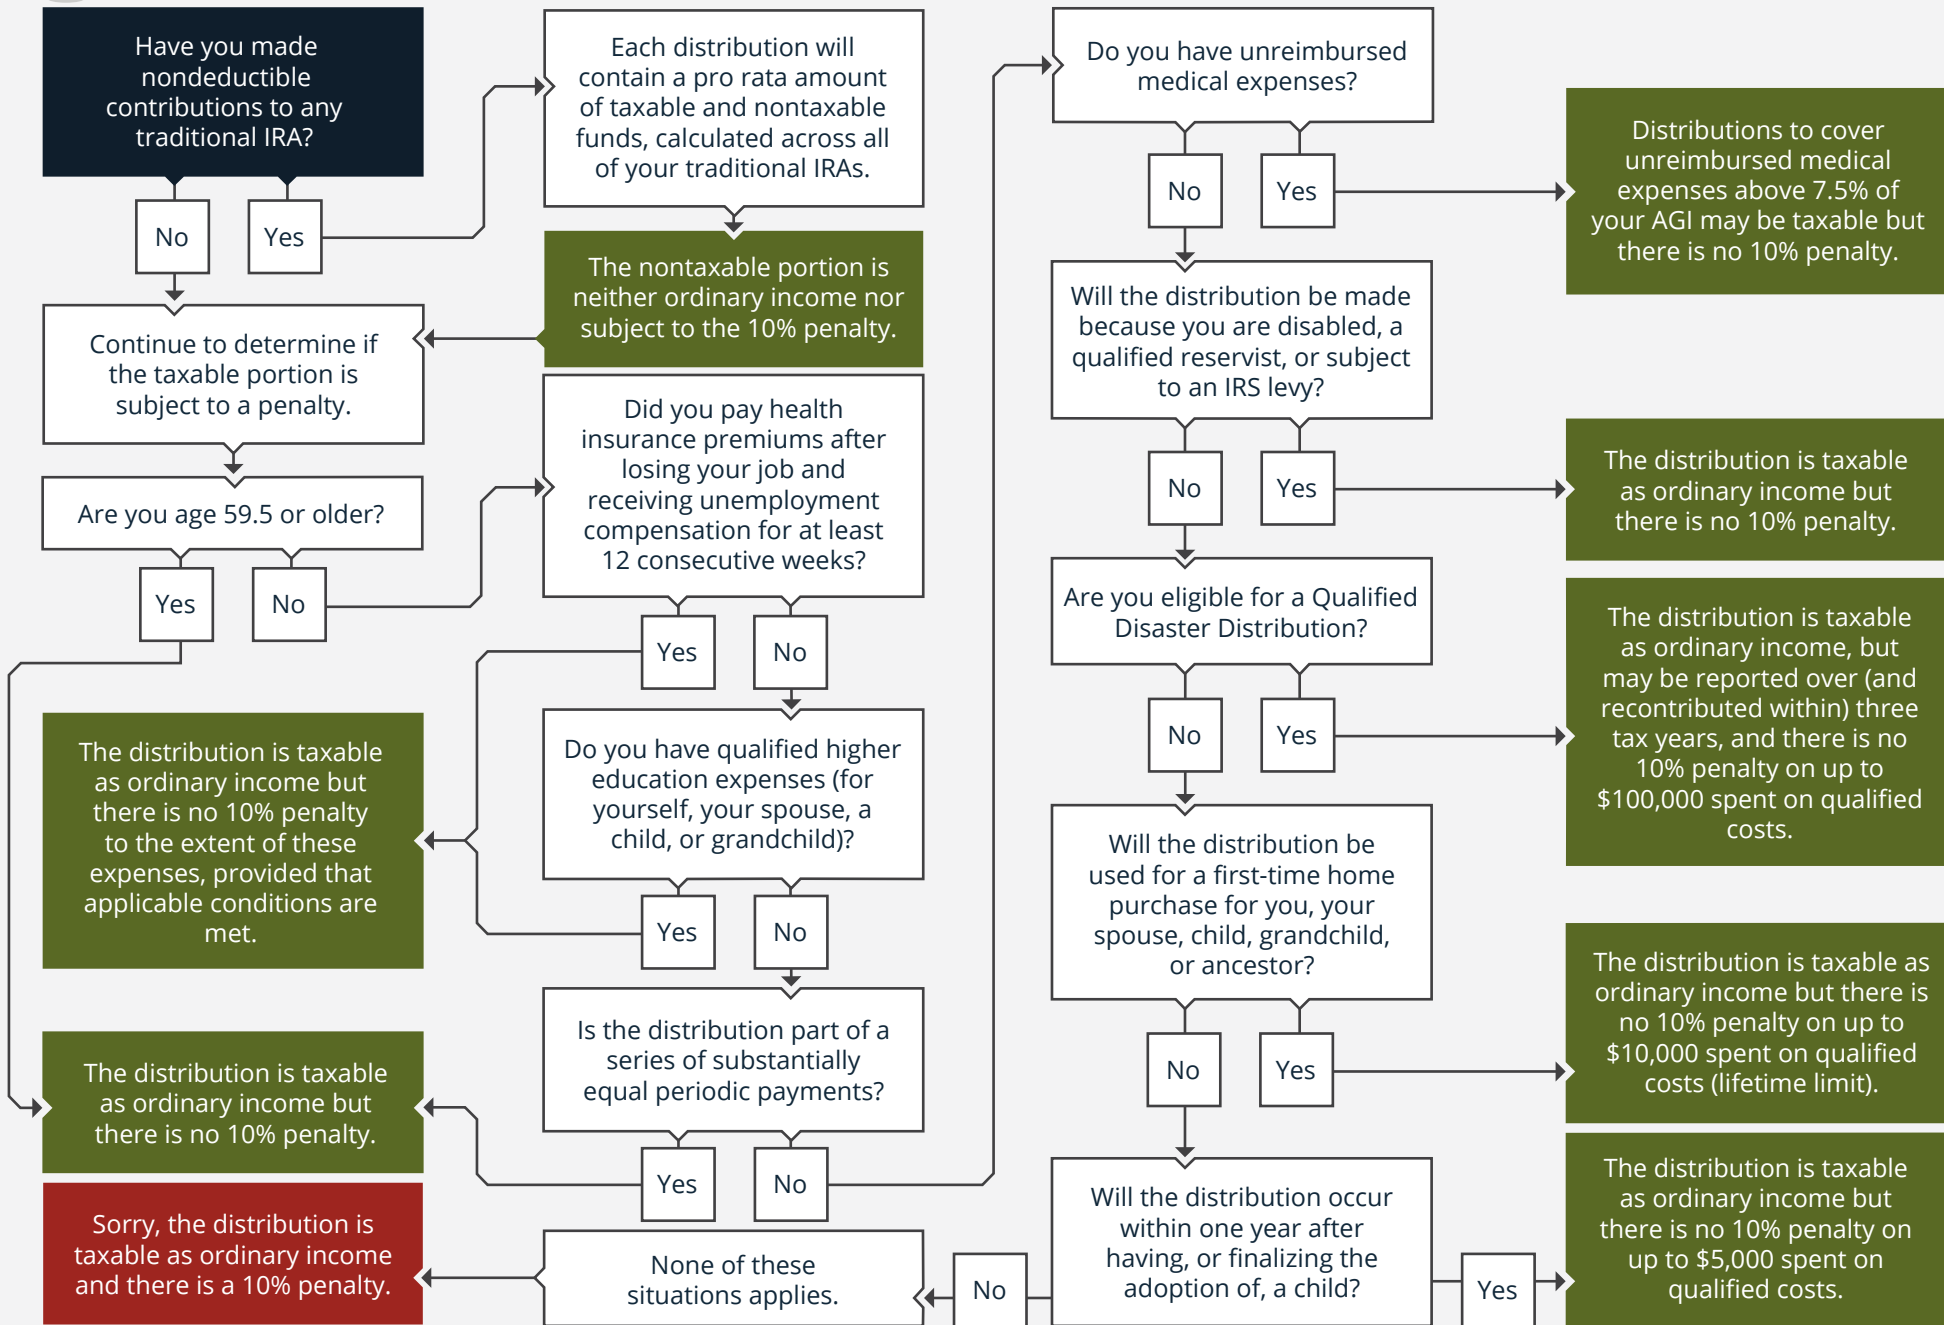 Have you made
nondeductible
contributions to any
traditional IRA?
No
Yes
Each distribution will
contain a pro rata amount
of taxable and nontaxable
funds, calculated across all
of your traditional IRAs.
The nontaxable portion is
neither ordinary income nor
subject to the 10% penalty.
Continue to determine if
the taxable portion is
subject to a penalty.
Are you age 59.5 or older?
Yes
No
Did you pay health
insurance premiums after
losing your job and
receiving unemployment
compensation for at least
12 consecutive weeks?
Yes
No
The distribution is taxable
as ordinary income but
there is no 10% penalty
to the extent of these
expenses, provided that
applicable conditions are
met.
Do you have qualified higher
education expenses (for
yourself, your spouse, a
child, or grandchild)?
Yes
No
Is the distribution part of a
series of substantially
equal periodic payments?
Yes
No
The distribution is taxable
as ordinary income but
there is no 10% penalty.
Do you have unreimbursed
medical expenses?
No
Yes
Distributions to cover
unreimbursed medical
expenses above 7.5% of
your AGI may be taxable but
there is no 10% penalty.
Will the distribution be made
because you are disabled, a
qualified reservist, or subject
to an IRS levy?
No
Yes
The distribution is taxable
as ordinary income but
there is no 10% penalty.
Are you eligible for a Qualified
Disaster Distribution?
No
Yes
The distribution is taxable
as ordinary income, but
may be reported over (and
recontributed within) three
tax years, and there is no
10% penalty on up to
$100,000 spent on qualified
costs.
Will the distribution be
used for a first-time home
purchase for you, your
spouse, child, grandchild,
or ancestor?
No
Yes
The distribution is taxable as
ordinary income but there is
no 10% penalty on up to
$10,000 spent on qualified
costs (lifetime limit).
Will the distribution occur
within one year after
having, or finalizing the
adoption of, a child?
No
Yes
The distribution is taxable
as ordinary income but
there is no 10% penalty on
up to $5,000 spent on
qualified costs.
None of these
situations applies.
Sorry, the distribution is
taxable as ordinary income
and there is a 10% penalty.